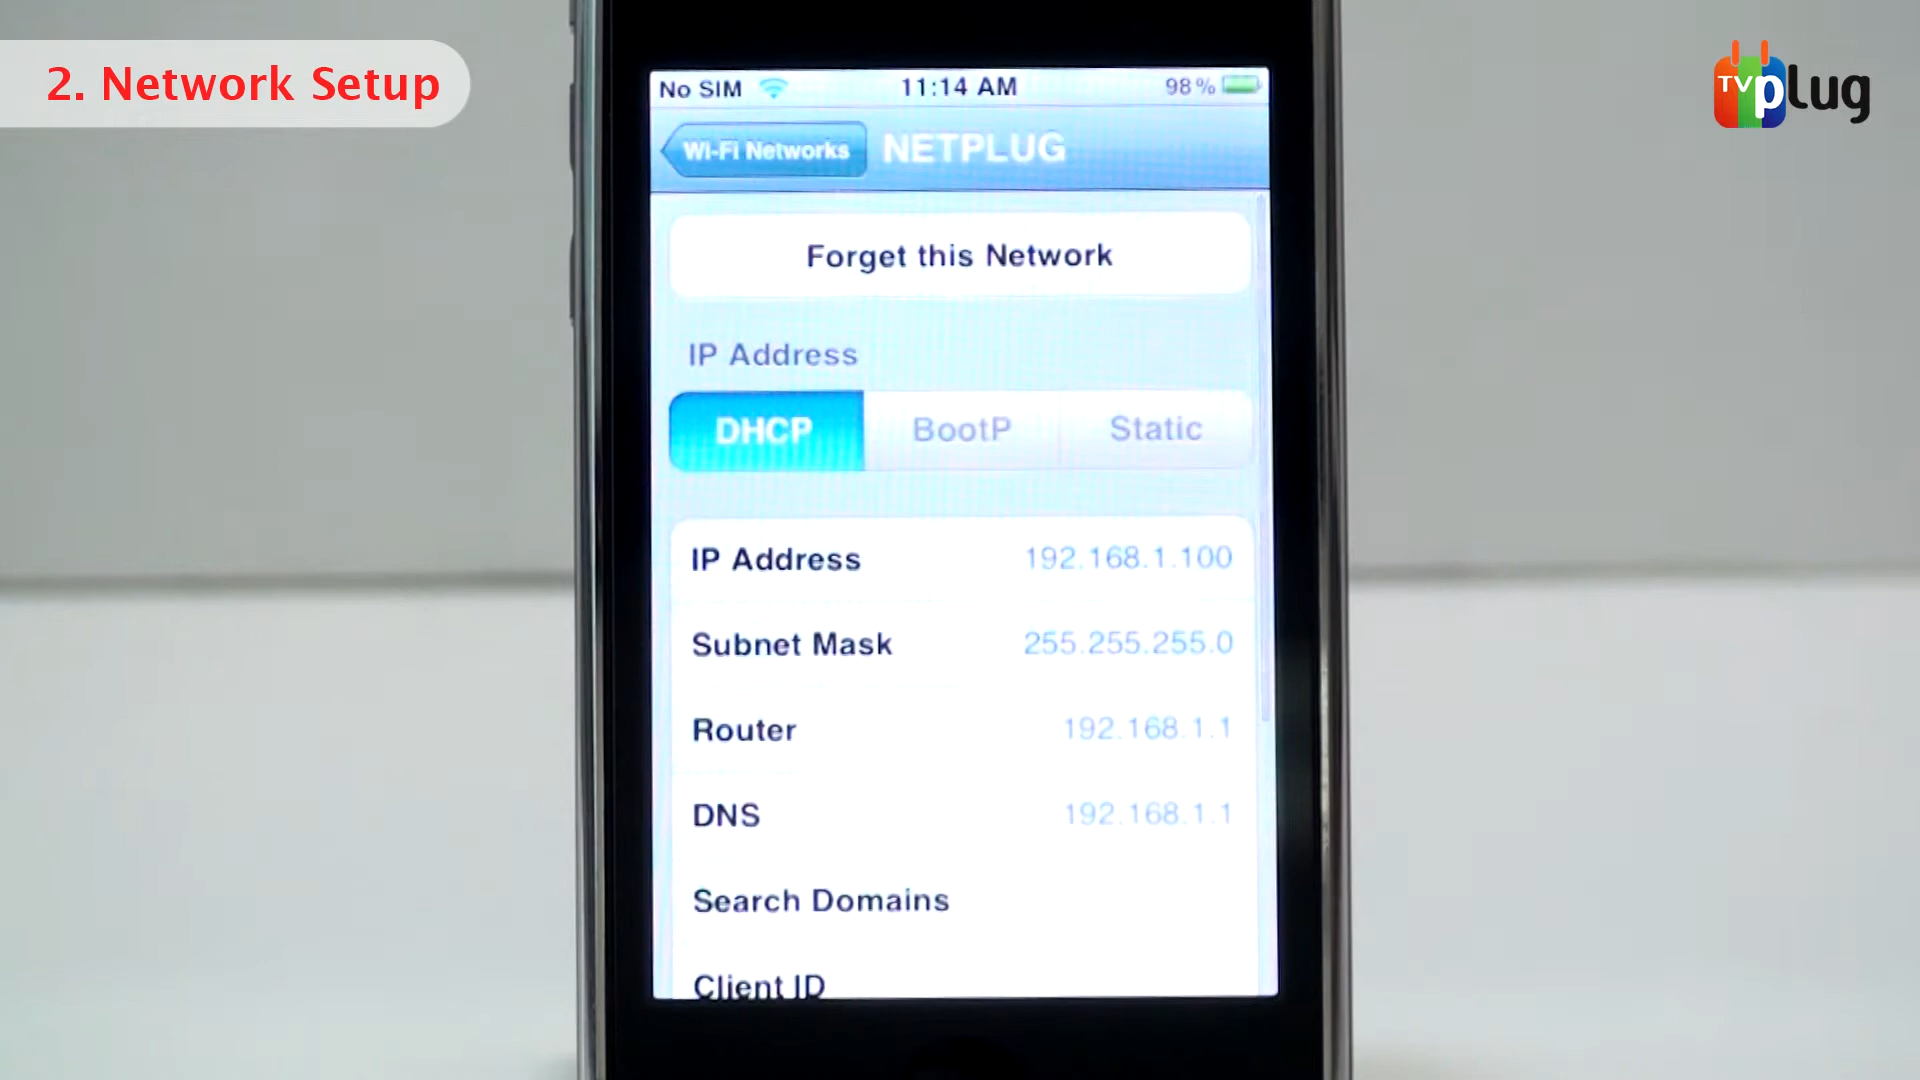 2. Network Setup
TV plug
No SIM 11:14 AM 98%
Wi-Fi Networks NETPLUG
Forget this Network
IP Address
DHCP BootP Static
IP Address 192.168.1.100
Subnet Mask 255.255.255.0
Router 192.168.1.1
DNS 192.168.1.1
Search Domains
Client ID